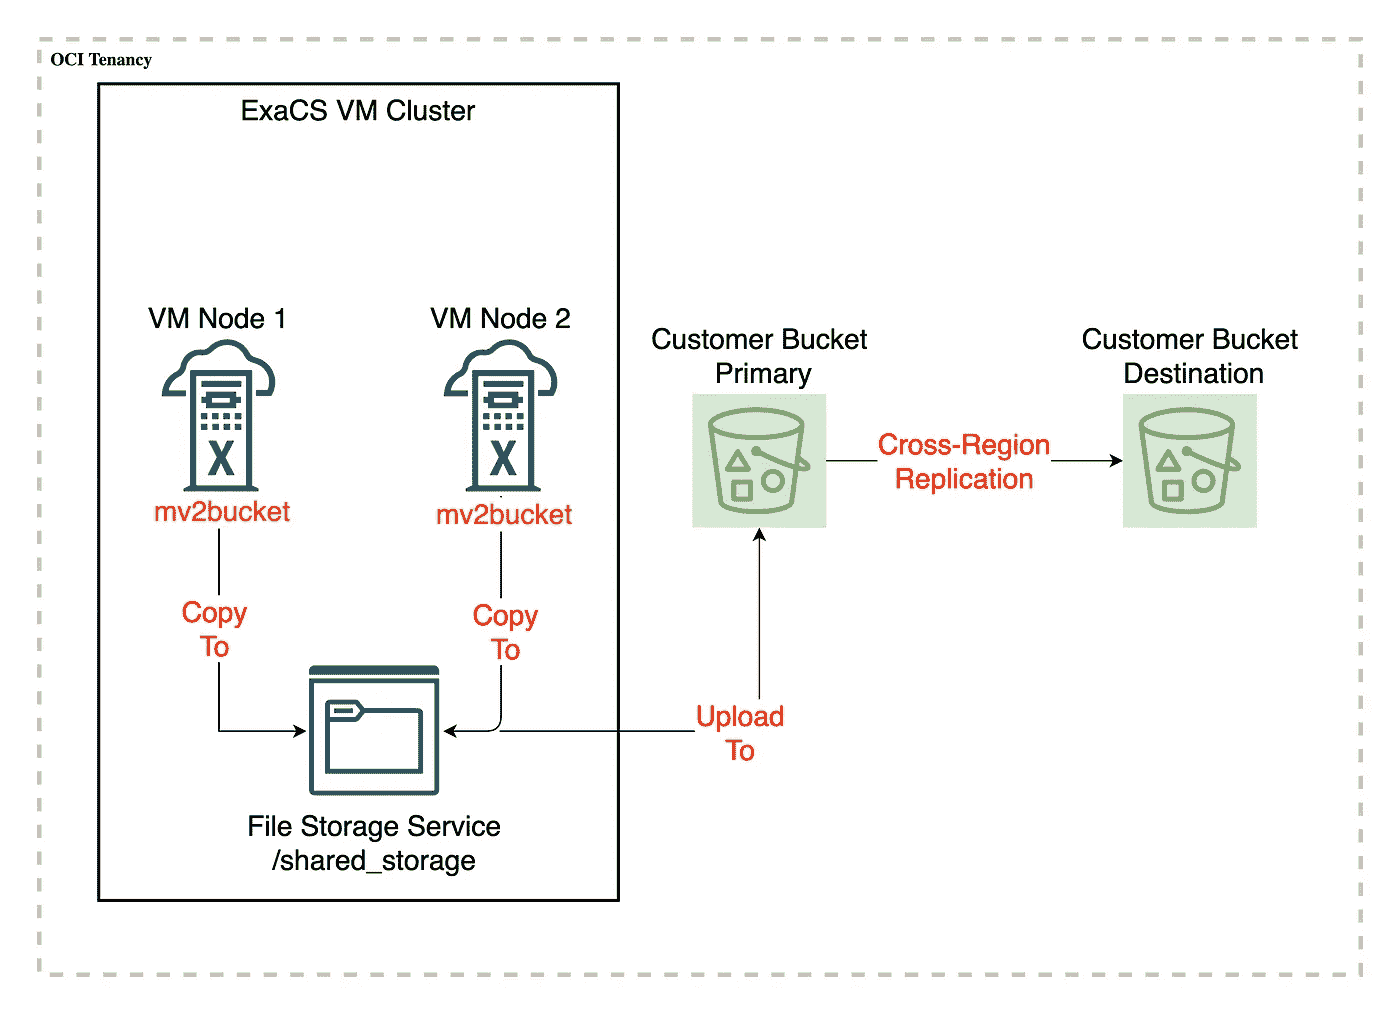 OCI Tenancy
ExaCS VM Cluster
VM Node 1
VM Node 2
Customer Bucket
Primary
Customer Bucket
Destination
X
X
Cross-Region
Replication
mv2bucket
mv2bucket
Copy
To
Copy
To
Upload
To
File Storage Service
/shared_storage